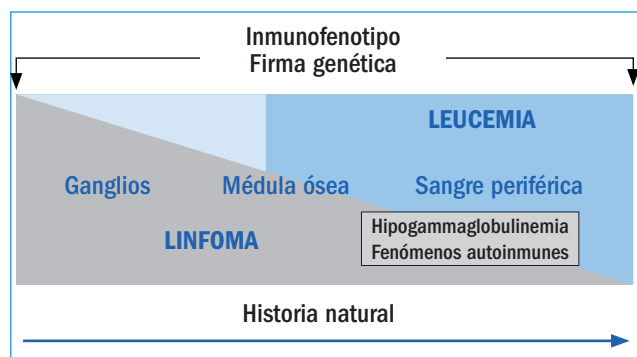 Inmunofenotipo
Firma genética
LEUCEMIA
Ganglios Médula ósea Sangre periférica
LINFOMA
Hipogammaglobulinemia
Fenómenos autoinmunes
Historia natural